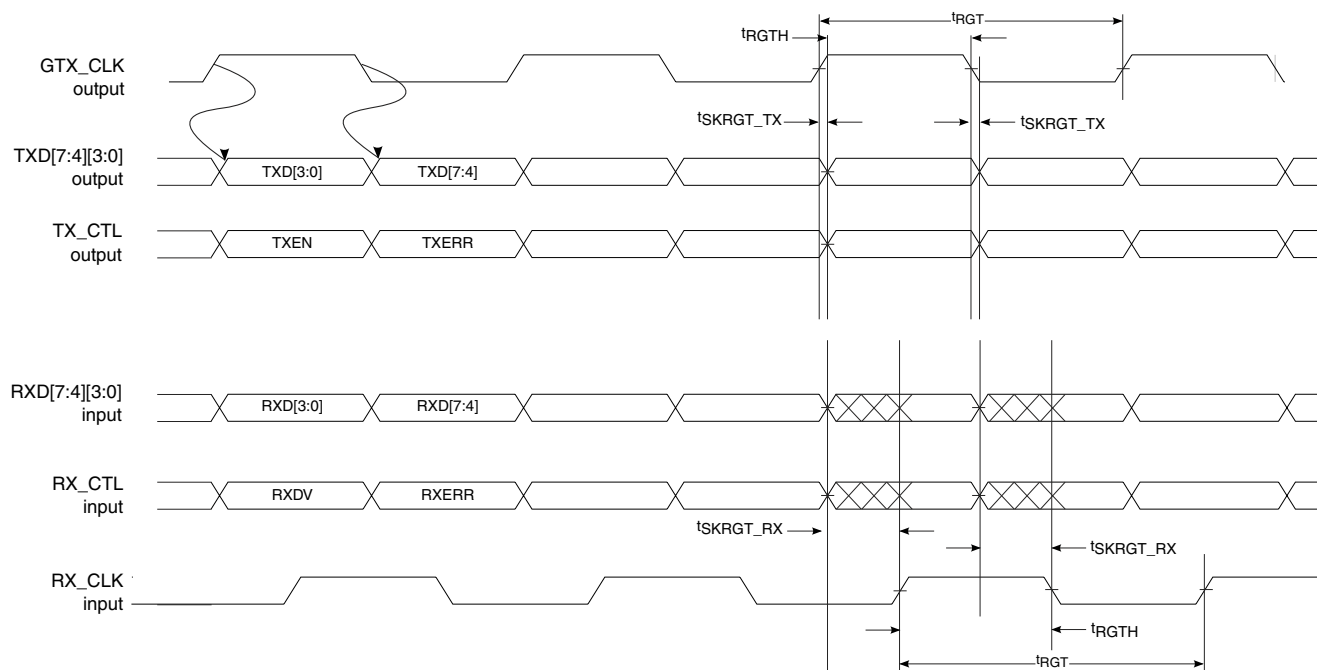 tRGT
tRGTH
GTX_CLK
output
tSKRGT_TX
tSKRGT_TX
TXD[7:4][3:0]
output
TXD[3:0]
TXD[7:4]
TX_CTL
output
TXEN
TXERR
RXD[7:4][3:0]
input
RXD[3:0]
RXD[7:4]
RX_CTL
input
RXDV
RXERR
tSKRGT_RX
tSKRGT_RX
RX_CLK
input
tRGTH
tRGT